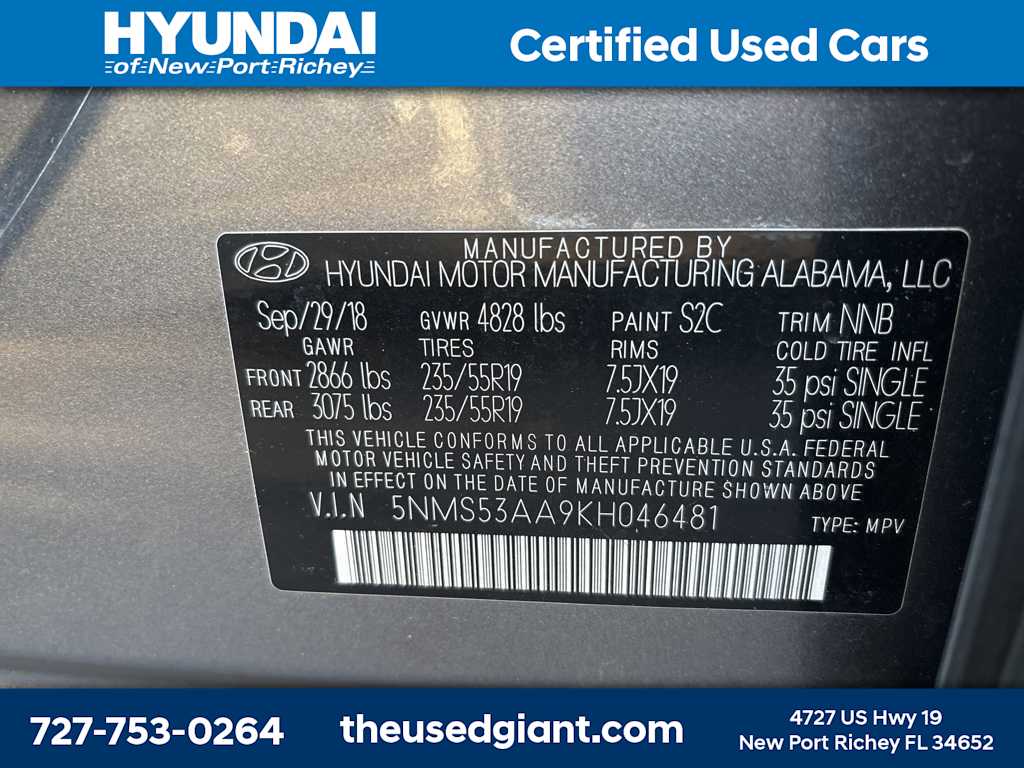 HYUNDAI
of New Port Richey
Certified Used Cars
MANUFACTURED BY
HYUNDAI MOTOR MANUFACTURING ALABAMA, LLC
Sep/29/18 GVWR 4828 lbs PAINT S2C TRIM NNB
GAWR TIRES RIMS COLD TIRE INFL
FRONT 2866 lbs 235/55R19 7.5JX19 35 psi SINGLE
REAR 3075 lbs 235/55R19 7.5JX19 35 psi SINGLE
THIS VEHICLE CONFORMS TO ALL APPLICABLE U.S.A. FEDERAL
MOTOR VEHICLE SAFETY AND THEFT PREVENTION STANDARDS
IN EFFECT ON THE DATE OF MANUFACTURE SHOWN ABOVE.
V.I.N 5NMS53AA9KH046481 TYPE: MPV
727-753-0264
theusedgiant.com
4727 US Hwy 19
New Port Richey FL 34652